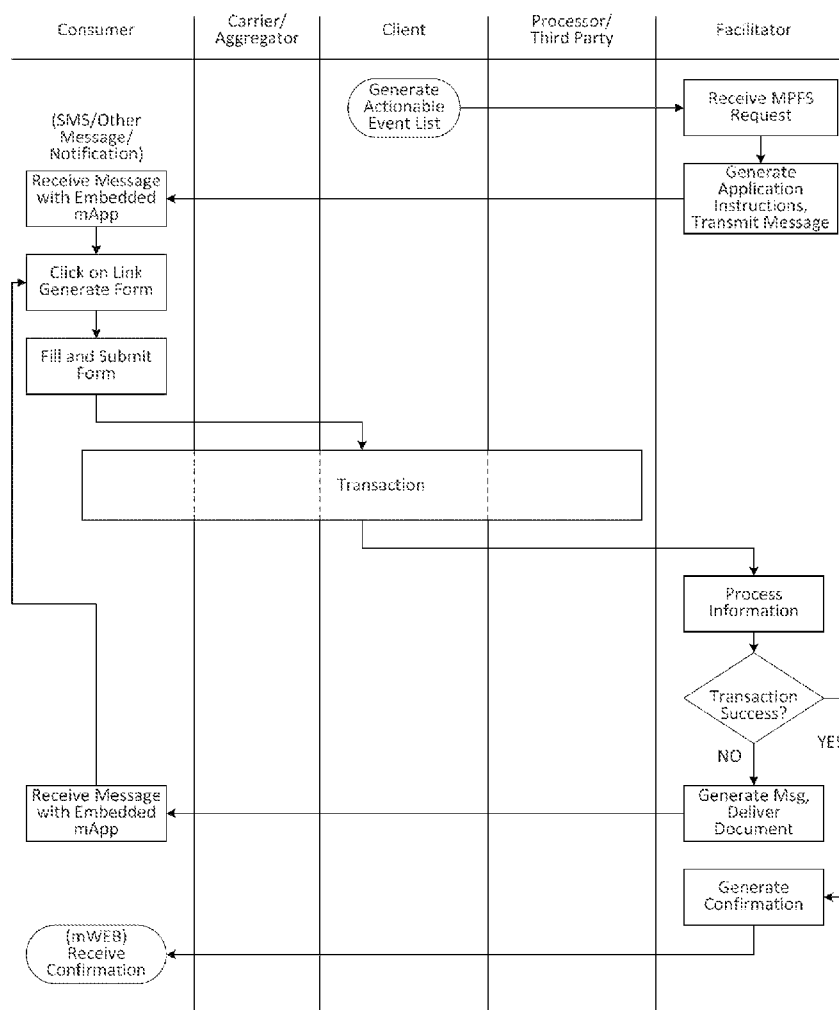 Consumer
Carrier/
Aggregator
Client
Processor/
Third Party
Facilitator
Generate
Actionable
Event List
Receive MPFS
Request
(SMS/Other
Message/
Notification)
Receive Message
with Embedded
mApp
Generate
Application
Instructions,
Transmit Message
Click on Link
Generate Form
Fill and Submit
Form
Transaction
Process
Information
Transaction
Success?
YES
NO
Receive Message
with Embedded
mApp
Generate Msg,
Deliver
Document
Generate
Confirmation
(mWEB)
Receive
Confirmation